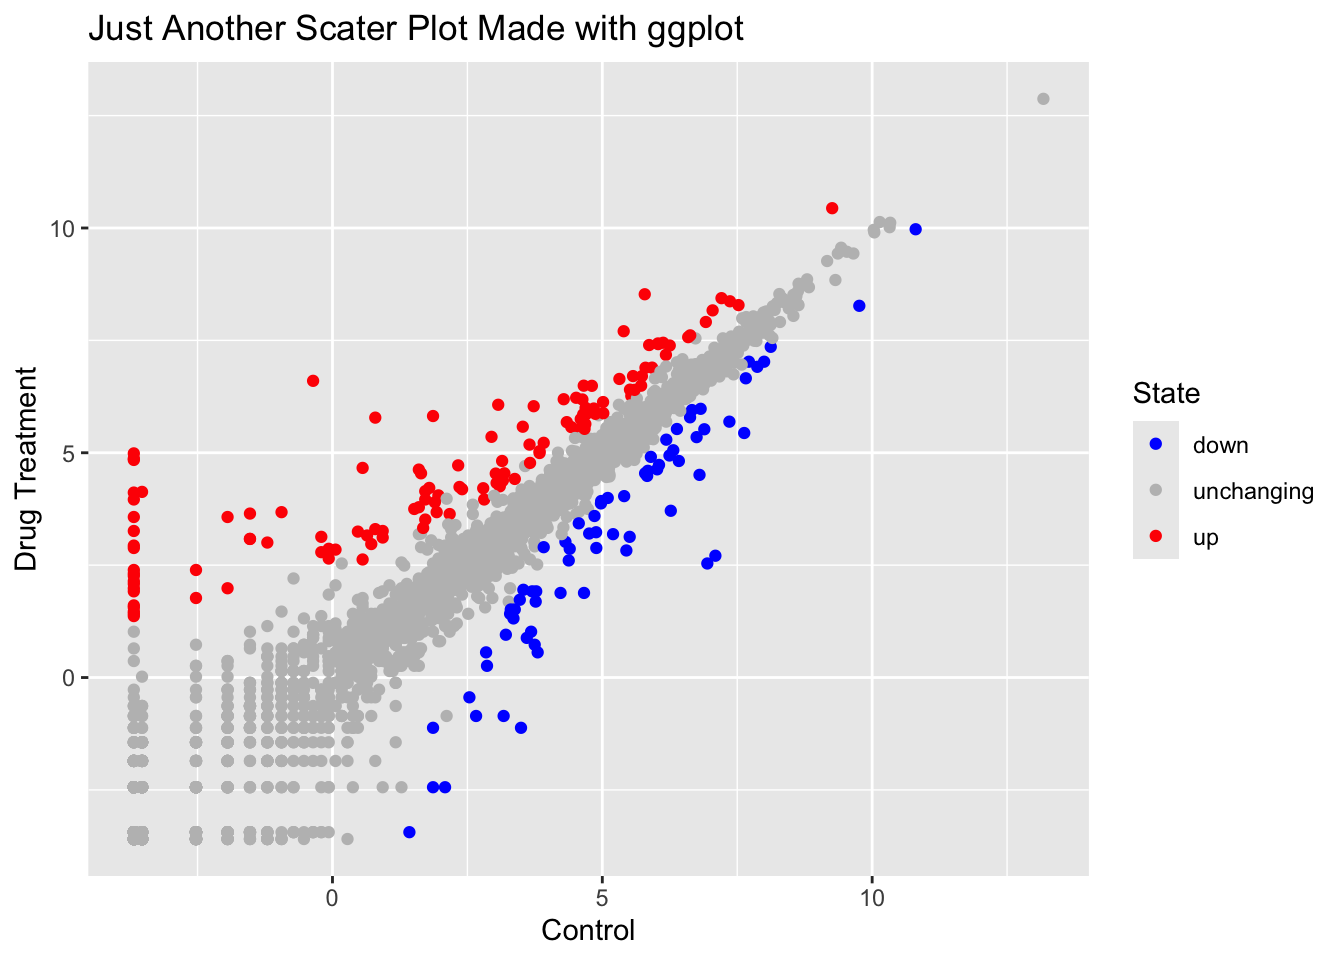 Just Another Scater Plot Made with ggplot
10
5
0
Drug Treatment
0 5 10
Control
State
down
unchanging
up